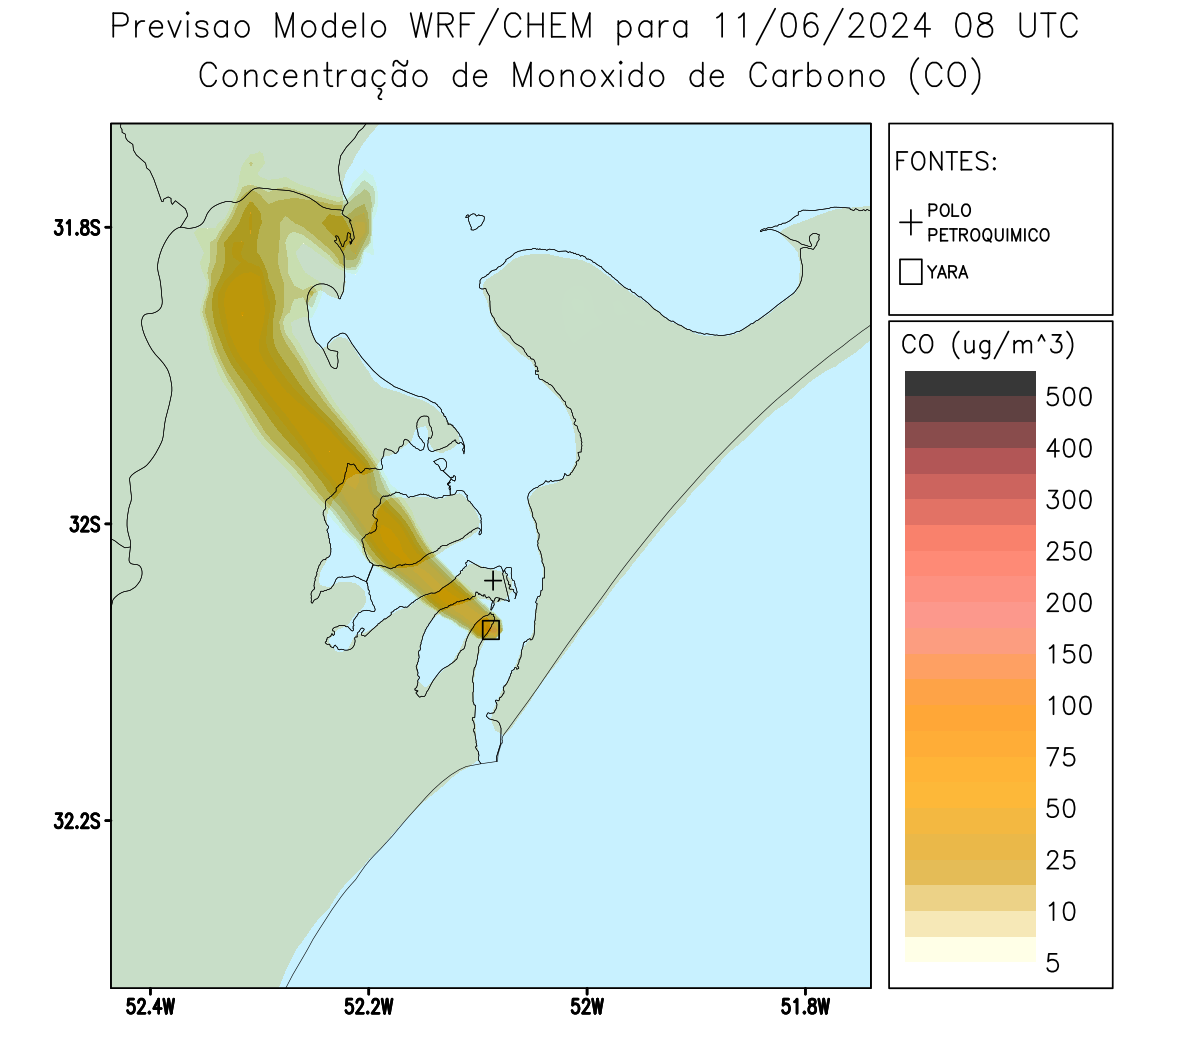 Previsao Modelo WRF/CHEM para 11/06/2024 08 UTC
Concentração de Monoxido de Carbono (CO)
FONTES:
POLO
PETROQUIMICO
YARA
CO (ug/m^3)
500
400
300
250
200
150
100
75
50
25
10
5
31.8S
32S
32.2S
52.4W
52.2W
52W
51.8W